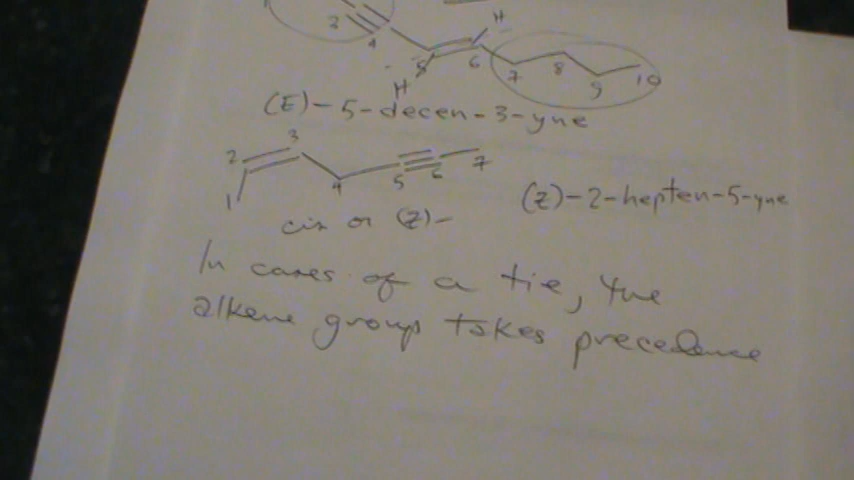 3 4 5 6 7 8 9 10 H H
(E)-5-decen-3-yne
1 2 3 4 5 6 7
(Z)-2-hepten-5-yne
cis or (Z)-
In cases of a tie, the
alkene group takes precedence